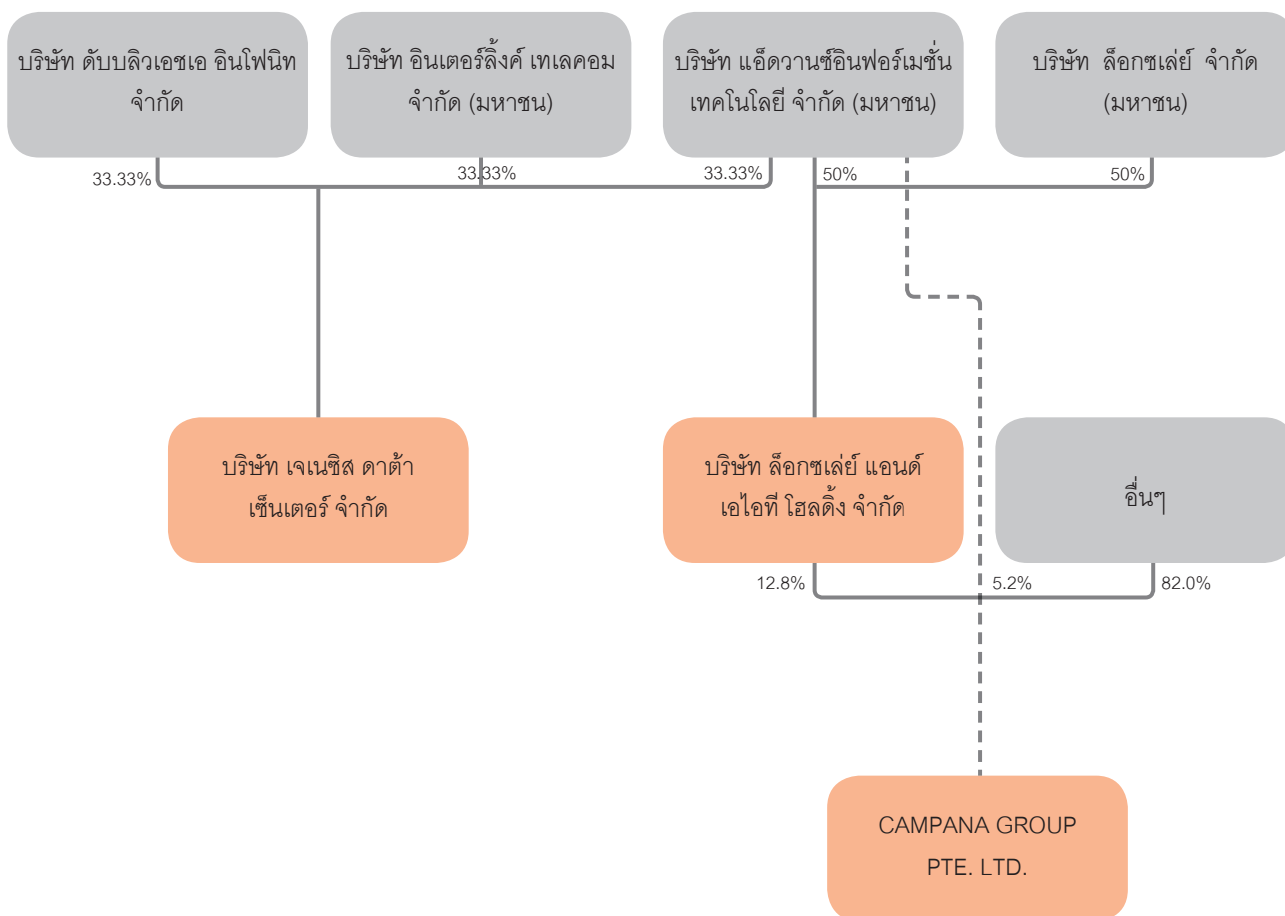 บริษัท ดับบลิวเอชเอ อินโฟนิท
จำกัด
บริษัท อินเตอร์ลิ้งค์ เทเลคอม
จำกัด (มหาชน)
บริษัท แอ็ดวานซ์อินฟอร์เมชั่น
เทคโนโลยี จำกัด (มหาชน)
บริษัท ล็อกซเล่ย์ จำกัด
(มหาชน)
33.33%
33.33%
33.33%
50%
50%
บริษัท เจเนซิส ดาต้า
เซ็นเตอร์ จำกัด
บริษัท ล็อกซเล่ย์ แอนด์
เอไอที โฮลดิ้ง จำกัด
อื่นๆ
12.8%
5.2%
82.0%
CAMPANA GROUP
PTE. LTD.